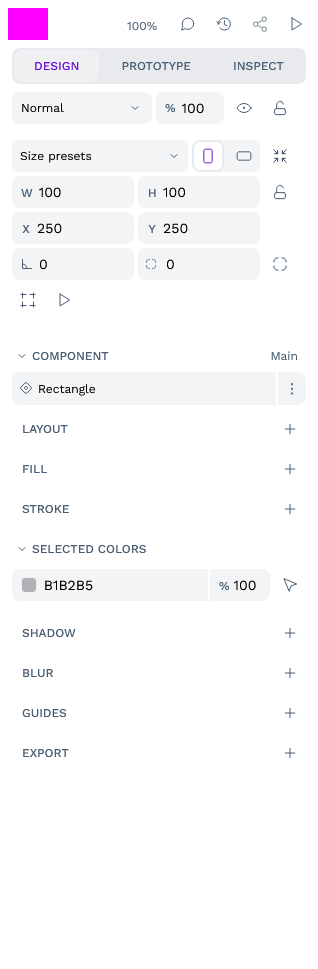 100%
DESIGN PROTOTYPE INSPECT
Normal % 100
Size presets
W 100 H 100
X 250 Y 250
0 0
COMPONENT Main
Rectangle
LAYOUT
FILL
STROKE
SELECTED COLORS
B1B2B5 % 100
SHADOW
BLUR
GUIDES
EXPORT